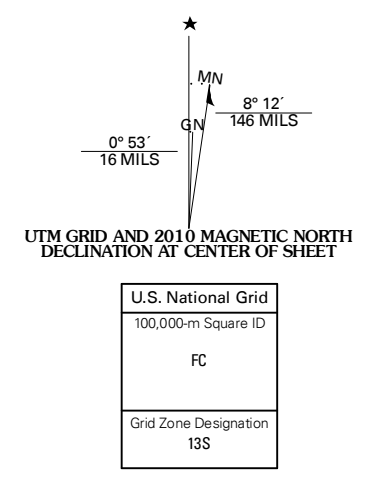 MN
8° 12´
146 MILS
GN
0° 53´
16 MILS
UTM GRID AND 2010 MAGNETIC NORTH
DECLINATION AT CENTER OF SHEET
U.S. National Grid
100,000-m Square ID
FC
Grid Zone Designation
13S